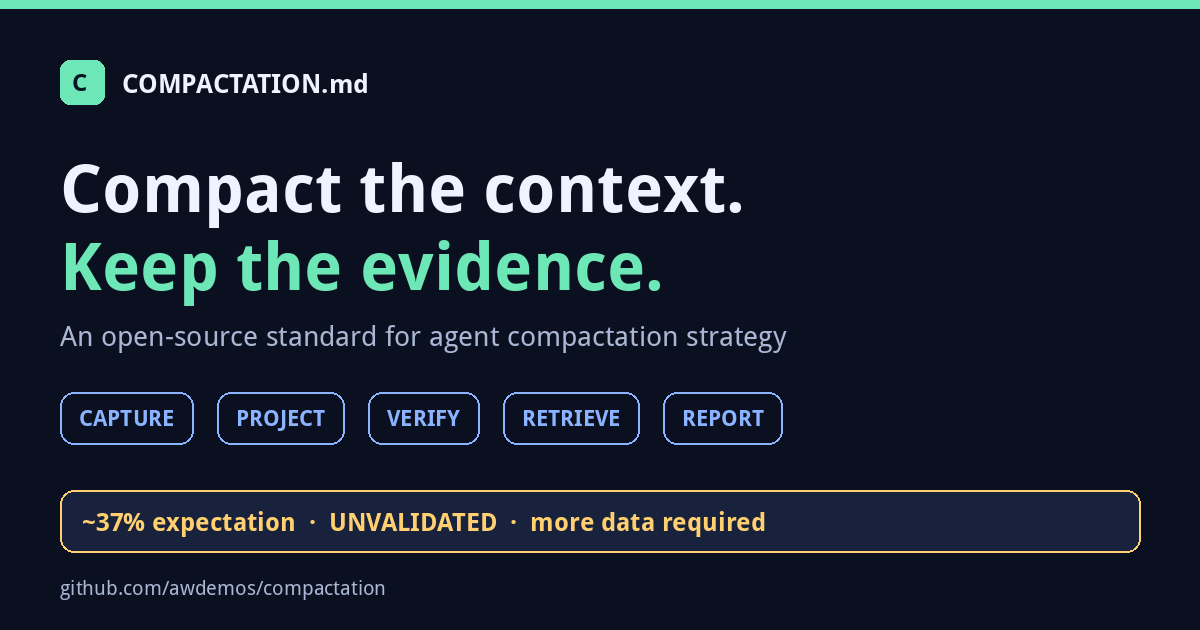 C COMPACTATION.md
Compact the context.
Keep the evidence.
An open-source standard for agent compactation strategy
CAPTURE PROJECT VERIFY RETRIEVE REPORT
~37% expectation · UNVALIDATED · more data required
github.com/awdemos/compactation